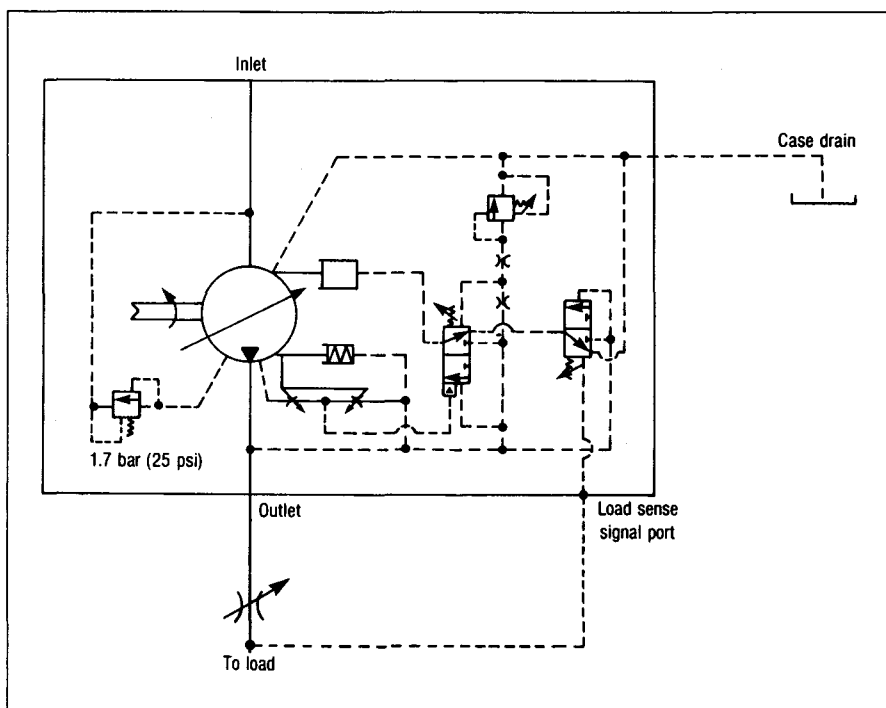 Inlet
Case drain
1.7 bar (25 psi)
Outlet
Load sense
signal port
To load